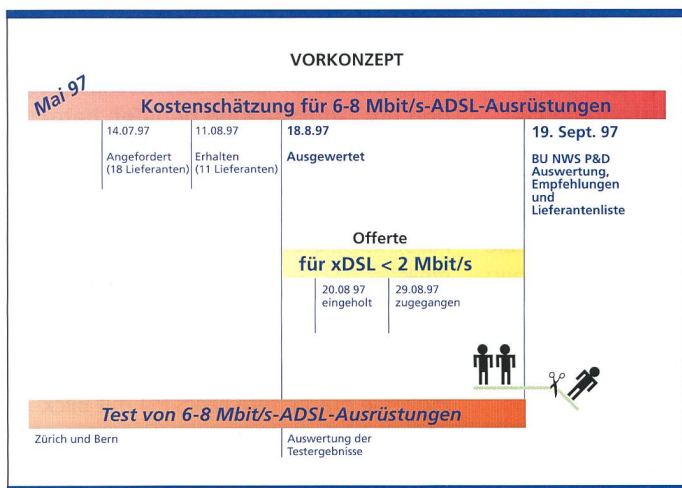 VORKONZEPT
Mai 97
Kostenschätzung für 6-8 Mbit/s-ADSL-Ausrüstungen
14.07.97
Angefordert
(18 Lieferanten)
11.08.97
Erhalten
(11 Lieferanten)
18.8.97
Ausgewertet
19. Sept. 97
BU NWS P&D
Auswertung,
Empfehlungen
und
Lieferantenliste
Offerte
für xDSL < 2 Mbit/s
20.08 97
eingeholt
29.08.97
zugegangen
Test von 6-8 Mbit/s-ADSL-Ausrüstungen
Zürich und Bern
Auswertung der
Testergebnisse